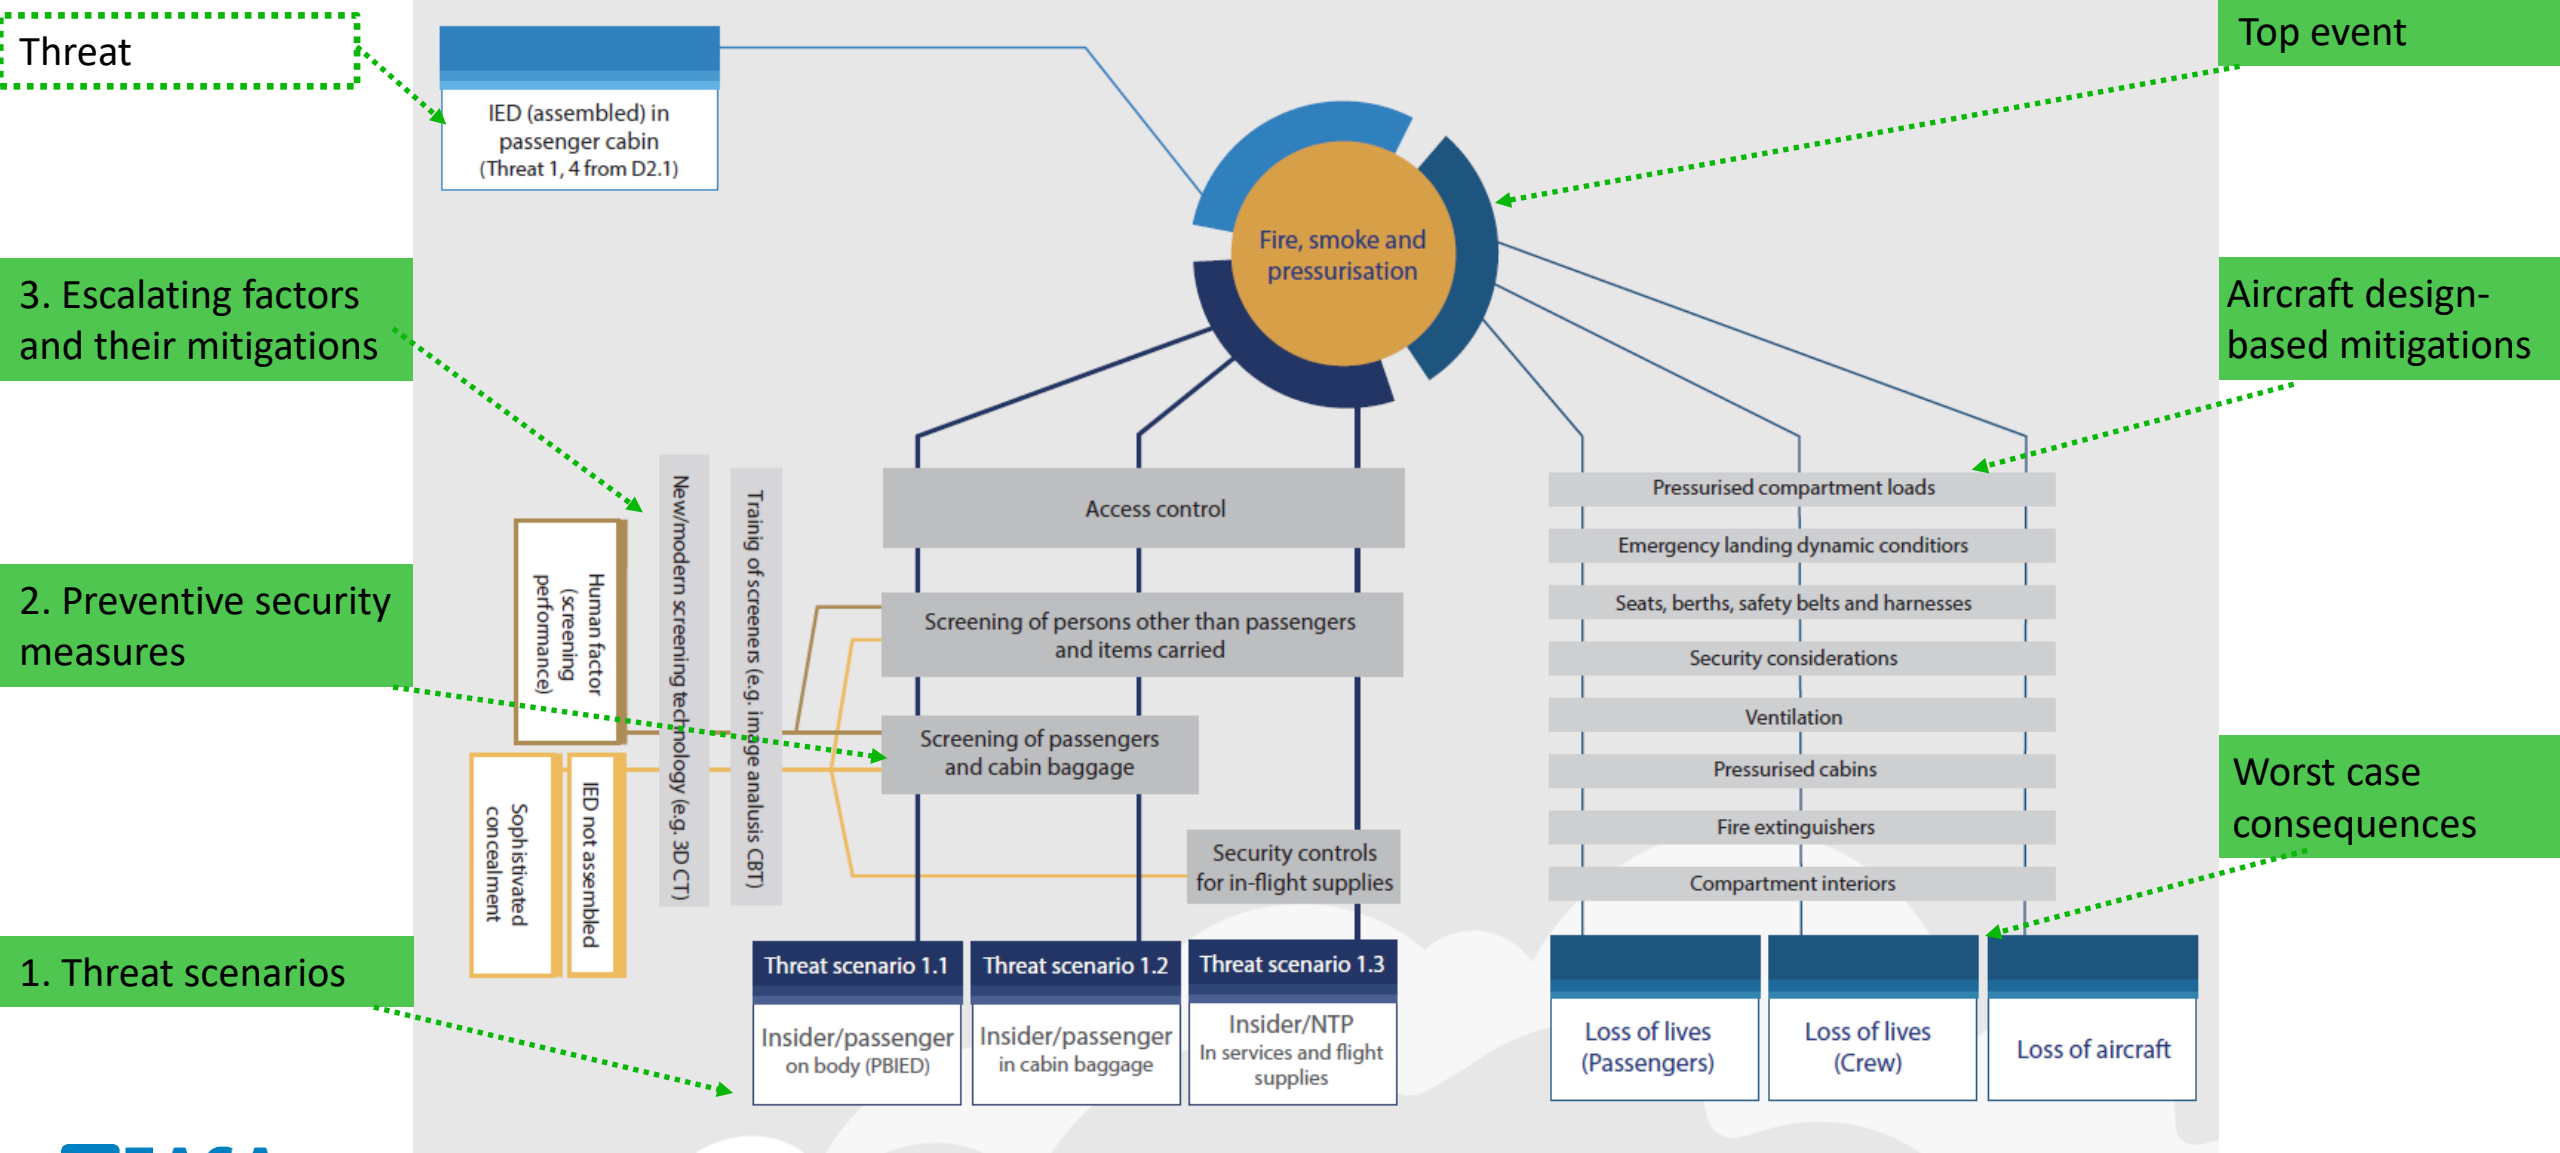 Threat
Top event
IED (assembled) in
passenger cabin
(Threat 1, 4 from D2.1)
Fire, smoke and
pressurisation
3. Escalating factors
and their mitigations
Aircraft design-
based mitigations
2. Preventive security
measures
Worst case
consequences
1. Threat scenarios
Human factor
(screening
performance)
Sophistivated
concealment
IED not assembled
New/modern screening technology (e.g. 3D CT)
Trainig of screeners (e.g. image analusis CBT)
Access control
Screening of persons other than passengers
and items carried
Screening of passengers
and cabin baggage
Security controls
for in-flight supplies
Pressurised compartment loads
Emergency landing dynamic conditiors
Seats, berths, safety belts and harnesses
Security considerations
Ventilation
Pressurised cabins
Fire extinguishers
Compartment interiors
Threat scenario 1.1
Insider/passenger
on body (PBIED)
Threat scenario 1.2
Insider/passenger
in cabin baggage
Threat scenario 1.3
Insider/NTP
In services and flight
supplies
Loss of lives
(Passengers)
Loss of lives
(Crew)
Loss of aircraft